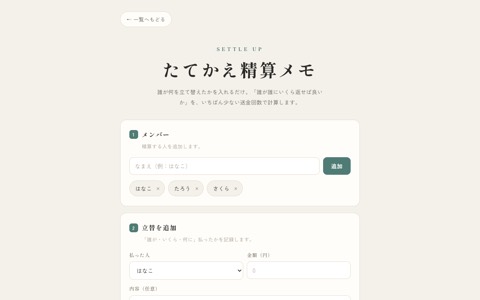 ← 一覧へもどる
SETTLE UP
たてかえ精算メモ
誰が何を立て替えたかを入れるだけ。「誰が誰にいくら返せば良い
か」を、いちばん少ない送金回数で計算します。
1 メンバー
精算する人を追加します。
なまえ（例：はなこ） 追加
はなこ × たろう × さくら ×
2 立替を追加
「誰が・いくら・何に」払ったかを記録します。
払った人 金額（円）
はなこ 0
内容（任意）